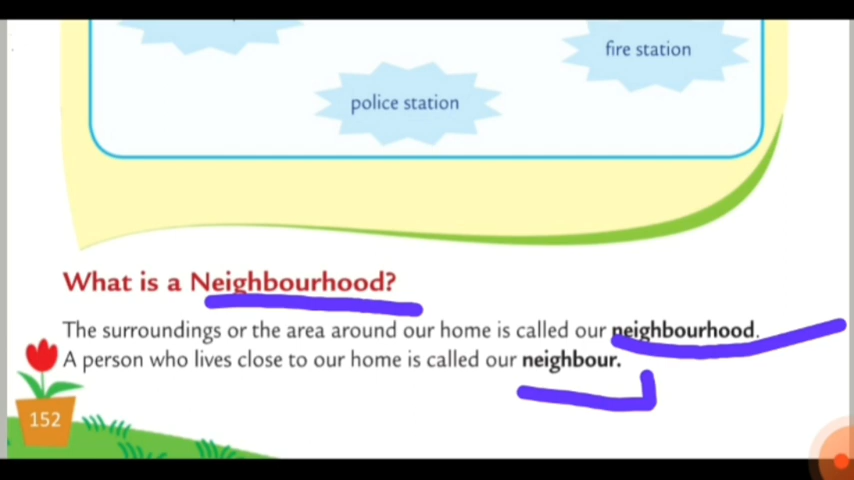 fire station
police station
What is a Neighbourhood?
The surroundings or the area around our home is called our neighbourhood.
A person who lives close to our home is called our neighbour.
152